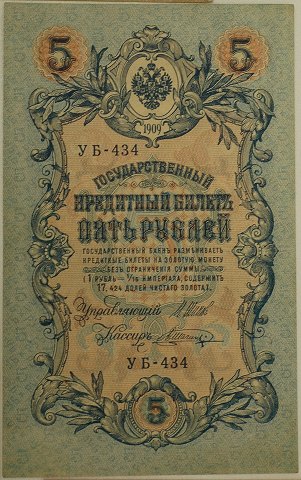 5 5
1909
УБ-434
ГОСУДАРСТВЕННЫЙ
КРЕДИТНЫЙ БИЛЕТЪ
ПЯТЬ РУБЛЕЙ
ГОСУДАРСТВЕННЫЙ БАНКЪ РАЗМѢНИВАЕТЪ
КРЕДИТНЫЕ БИЛЕТЫ НА ЗОЛОТУЮ МОНЕТУ
БЕЗЪ ОГРАНИЧЕНІЯ СУММЫ.
(1 РУБЛЬ = 1/15 ИМПЕРІАЛА, СОДЕРЖИТЪ
17,424 ДОЛЕЙ ЧИСТАГО ЗОЛОТА).
Управляющій
Кассиръ
УБ-434
5